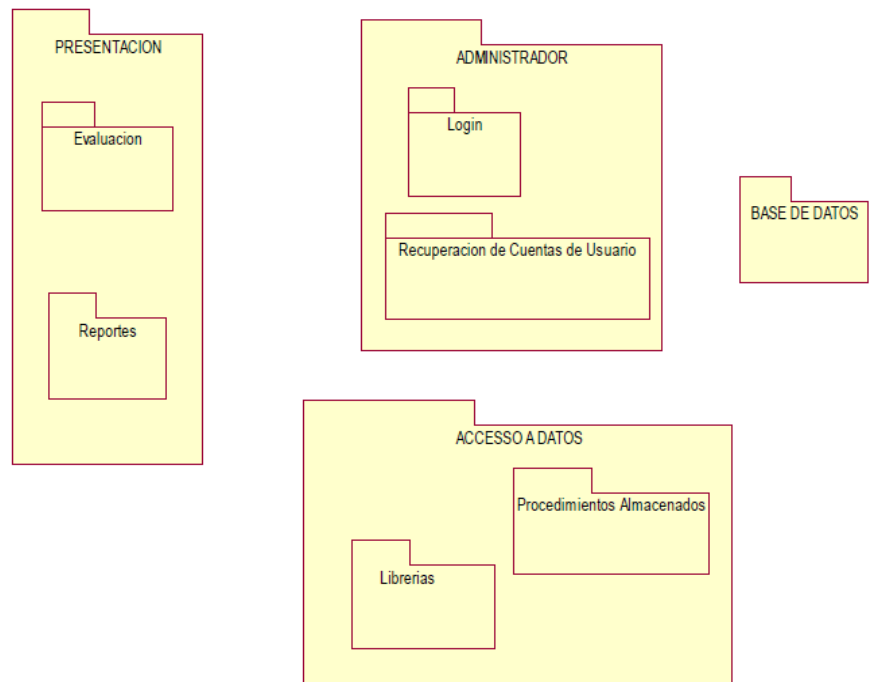 PRESENTACION
Evaluacion
Reportes
ADMINISTRADOR
Login
Recuperacion de Cuentas de Usuario
BASE DE DATOS
ACCESSO A DATOS
Procedimientos Almacenados
Librerias